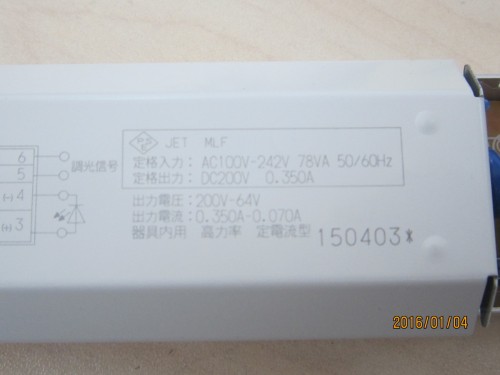 JET MLF
定格入力: AC100V-242V 78VA 50/60Hz
定格出力: DC200V 0.350A
出力電圧:200V-64V
出力電流:0.350A-0.070A
器具内用 高力率 定電流型 150403*
6
5
調光信号
(-) 4
(+) 3
2016/01/04